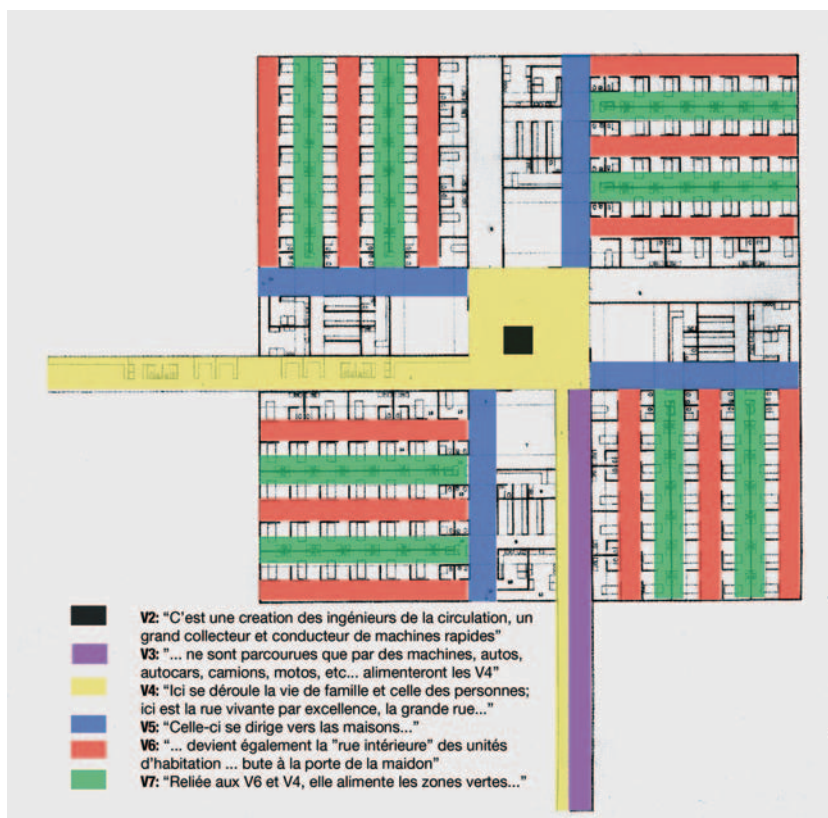 V2: “C'est une creation des ingénieurs de la circulation, un
grand collecteur et conducteur de machines rapides”
V3: ”... ne sont parcourues que par des machines, autos,
autocars, camions, motos, etc... alimenteront les V4”
V4: “Ici se déroule la vie de famille et celle des personnes;
ici est la rue vivante par excellence, la grande rue...”
V5: “Celle-ci se dirige vers las maisons...”
V6: “... devient également la ”rue intérieure” des unités
d'habitation ... bute à la porte de la maidon”
V7: “Reliée aux V6 et V4, elle alimente les zones vertes...”